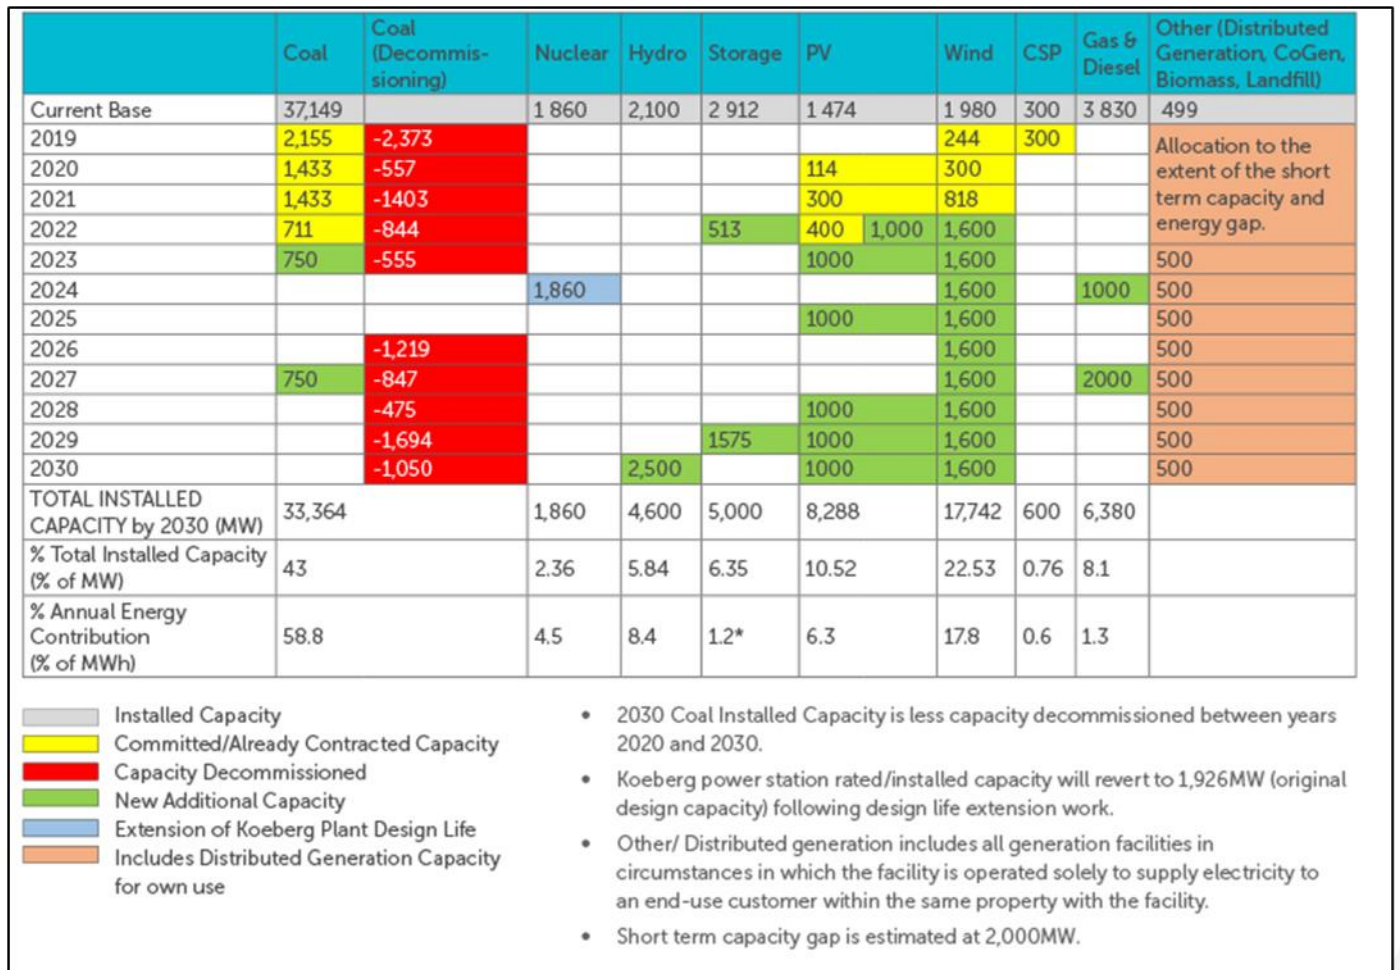 Coal Coal (Decommis-sioning) Nuclear Hydro Storage PV Wind CSP Gas & Diesel Other (Distributed Generation, CoGen, Biomass, Landfill)
Current Base 37,149 1 860 2,100 2 912 1 474 1 980 300 3 830 499
2019 2,155 -2,373 244 300 Allocation to the extent of the short term capacity and energy gap.
2020 1,433 -557 114 300
2021 1,433 -1403 300 818
2022 711 -844 513 400 1,000 1,600
2023 750 -555 1000 1,600 500
2024 1,860 1,600 1000 500
2025 1000 1,600 500
2026 -1,219 1,600 500
2027 750 -847 1,600 2000 500
2028 -475 1000 1,600 500
2029 -1,694 1575 1000 1,600 500
2030 -1,050 2,500 1000 1,600 500
TOTAL INSTALLED CAPACITY by 2030 (MW) 33,364 1,860 4,600 5,000 8,288 17,742 600 6,380
% Total Installed Capacity (% of MW) 43 2.36 5.84 6.35 10.52 22.53 0.76 8.1
% Annual Energy Contribution (% of MWh) 58.8 4.5 8.4 1.2* 6.3 17.8 0.6 1.3
Installed Capacity
Committed/Already Contracted Capacity
Capacity Decommissioned
New Additional Capacity
Extension of Koeberg Plant Design Life
Includes Distributed Generation Capacity
for own use
• 2030 Coal Installed Capacity is less capacity decommissioned between years
2020 and 2030.
• Koeberg power station rated/installed capacity will revert to 1,926MW (original
design capacity) following design life extension work.
• Other/ Distributed generation includes all generation facilities in
circumstances in which the facility is operated solely to supply electricity to
an end-use customer within the same property with the facility.
• Short term capacity gap is estimated at 2,000MW.